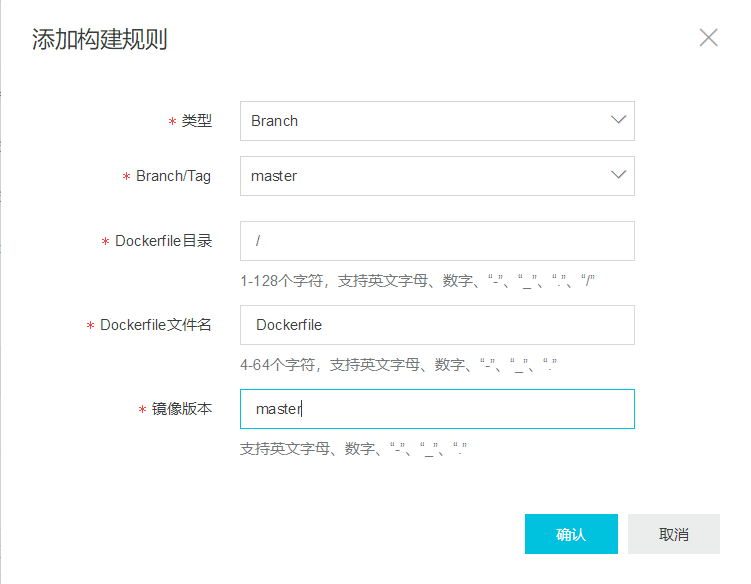 添加构建规则
* 类型 Branch
* Branch/Tag master
* Dockerfile目录 /
1-128个字符，支持英文字母、数字、“-”、“_”、“.”、“/”
* Dockerfile文件名 Dockerfile
4-64个字符，支持英文字母、数字、“-”、“_”、“.”
* 镜像版本 master
支持英文字母、数字、“-”、“_”、“.”
确认 取消